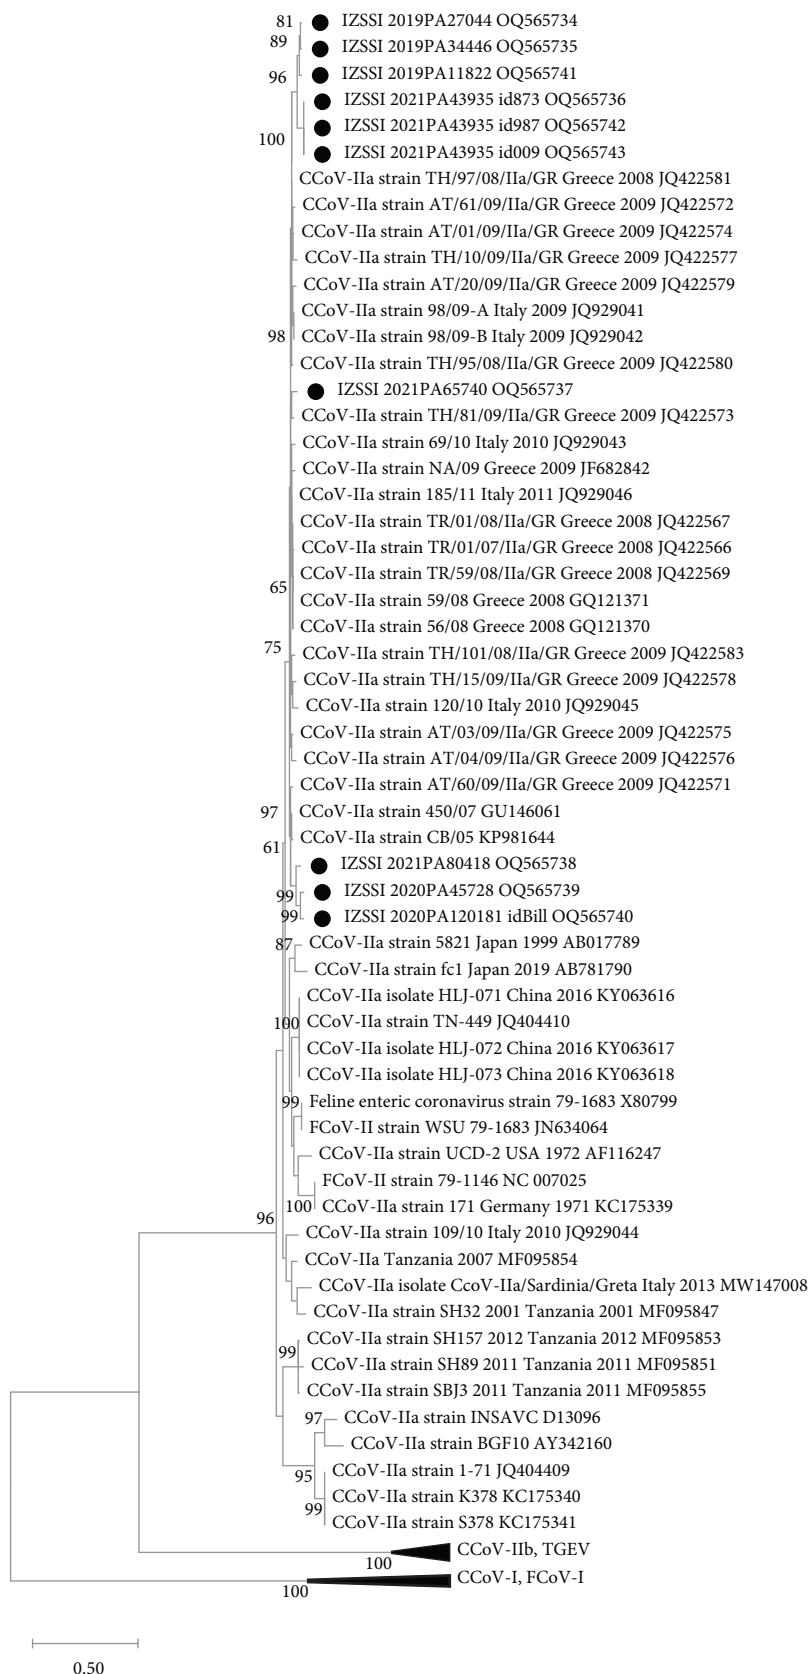 81
IZSSI 2019PA27044 OQ565734
89
IZSSI 2019PA34446 OQ565735
96
IZSSI 2019PA11822 OQ565741
IZSSI 2021PA43935 id873 OQ565736
IZSSI 2021PA43935 id987 OQ565742
100
IZSSI 2021PA43935 id009 OQ565743
CCoV-IIa strain TH/97/08/IIa/GR Greece 2008 JQ422581
CCoV-IIa strain AT/61/09/IIa/GR Greece 2009 JQ422572
CCoV-IIa strain AT/01/09/IIa/GR Greece 2009 JQ422574
CCoV-IIa strain TH/10/09/IIa/GR Greece 2009 JQ422577
CCoV-IIa strain AT/20/09/IIa/GR Greece 2009 JQ422579
CCoV-IIa strain 98/09-A Italy 2009 JQ929041
98
CCoV-IIa strain 98/09-B Italy 2009 JQ929042
CCoV-IIa strain TH/95/08/IIa/GR Greece 2009 JQ422580
IZSSI 2021PA65740 OQ565737
CCoV-IIa strain TH/81/09/IIa/GR Greece 2009 JQ422573
CCoV-IIa strain 69/10 Italy 2010 JQ929043
CCoV-IIa strain NA/09 Greece 2009 JF682842
CCoV-IIa strain 185/11 Italy 2011 JQ929046
CCoV-IIa strain TR/01/08/IIa/GR Greece 2008 JQ422567
CCoV-IIa strain TR/01/07/IIa/GR Greece 2008 JQ422566
CCoV-IIa strain TR/59/08/IIa/GR Greece 2008 JQ422569
65
CCoV-IIa strain 59/08 Greece 2008 GQ121371
CCoV-IIa strain 56/08 Greece 2008 GQ121370
75
CCoV-IIa strain TH/101/08/IIa/GR Greece 2009 JQ422583
CCoV-IIa strain TH/15/09/IIa/GR Greece 2009 JQ422578
CCoV-IIa strain 120/10 Italy 2010 JQ929045
CCoV-IIa strain AT/03/09/IIa/GR Greece 2009 JQ422575
CCoV-IIa strain AT/04/09/IIa/GR Greece 2009 JQ422576
CCoV-IIa strain AT/60/09/IIa/GR Greece 2009 JQ422571
97
CCoV-IIa strain 450/07 GU146061
CCoV-IIa strain CB/05 KP981644
61
IZSSI 2021PA80418 OQ565738
99
IZSSI 2020PA45728 OQ565739
99
IZSSI 2020PA120181 idBill OQ565740
87
CCoV-IIa strain 5821 Japan 1999 AB017789
CCoV-IIa strain fc1 Japan 2019 AB781790
CCoV-IIa isolate HLJ-071 China 2016 KY063616
100
CCoV-IIa strain TN-449 JQ404410
CCoV-IIa isolate HLJ-072 China 2016 KY063617
CCoV-IIa isolate HLJ-073 China 2016 KY063618
99
Feline enteric coronavirus strain 79-1683 X80799
FCoV-II strain WSU 79-1683 JN634064
CCoV-IIa strain UCD-2 USA 1972 AF116247
FCoV-II strain 79-1146 NC 007025
100
CCoV-IIa strain 171 Germany 1971 KC175339
96
CCoV-IIa strain 109/10 Italy 2010 JQ929044
CCoV-IIa Tanzania 2007 MF095854
CCoV-IIa isolate CcoV-IIa/Sardinia/Greta Italy 2013 MW147008
CCoV-IIa strain SH32 2001 Tanzania 2001 MF095847
CCoV-IIa strain SH157 2012 Tanzania 2012 MF095853
99
CCoV-IIa strain SH89 2011 Tanzania 2011 MF095851
CCoV-IIa strain SBJ3 2011 Tanzania 2011 MF095855
97
CCoV-IIa strain INSAVC D13096
CCoV-IIa strain BGF10 AY342160
95
CCoV-IIa strain 1-71 JQ404409
CCoV-IIa strain K378 KC175340
99
CCoV-IIa strain S378 KC175341
CCoV-IIb, TGEV
100
CCoV-I, FCoV-I
100
0.50